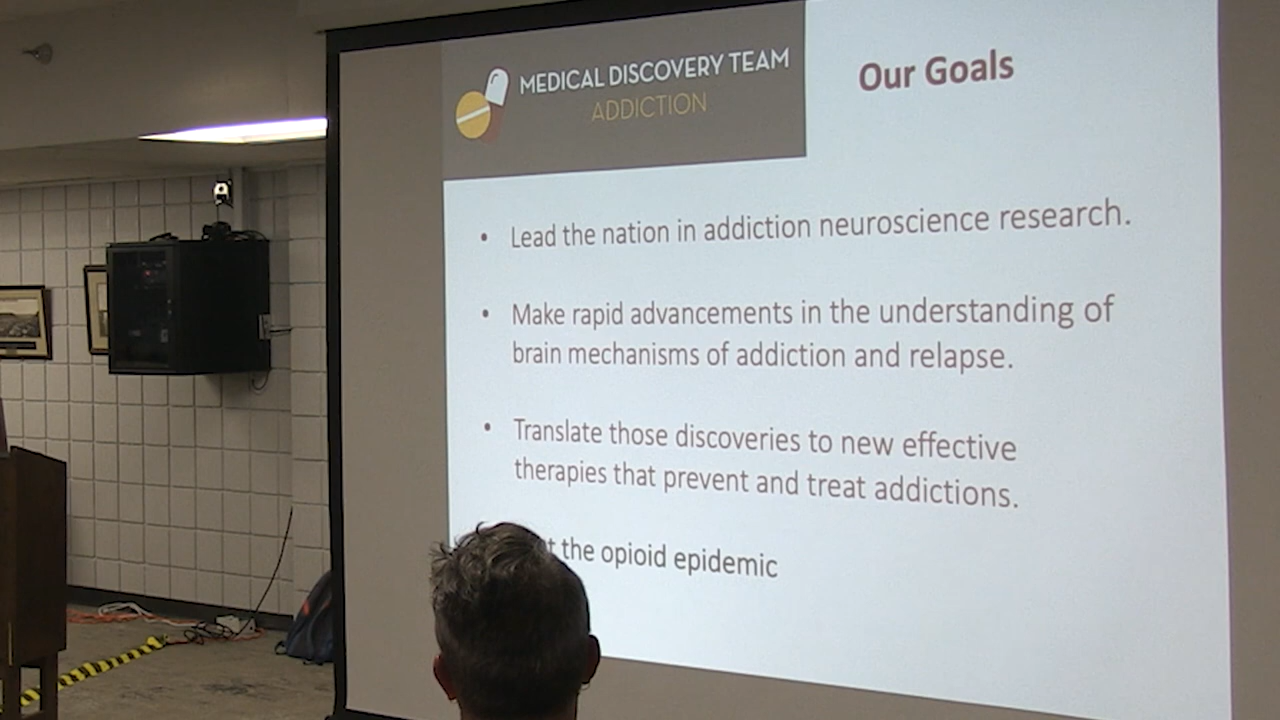 MEDICAL DISCOVERY TEAM
ADDICTION
Our Goals
• Lead the nation in addiction neuroscience research.
• Make rapid advancements in the understanding of
brain mechanisms of addiction and relapse.
• Translate those discoveries to new effective
therapies that prevent and treat addictions.
the opioid epidemic